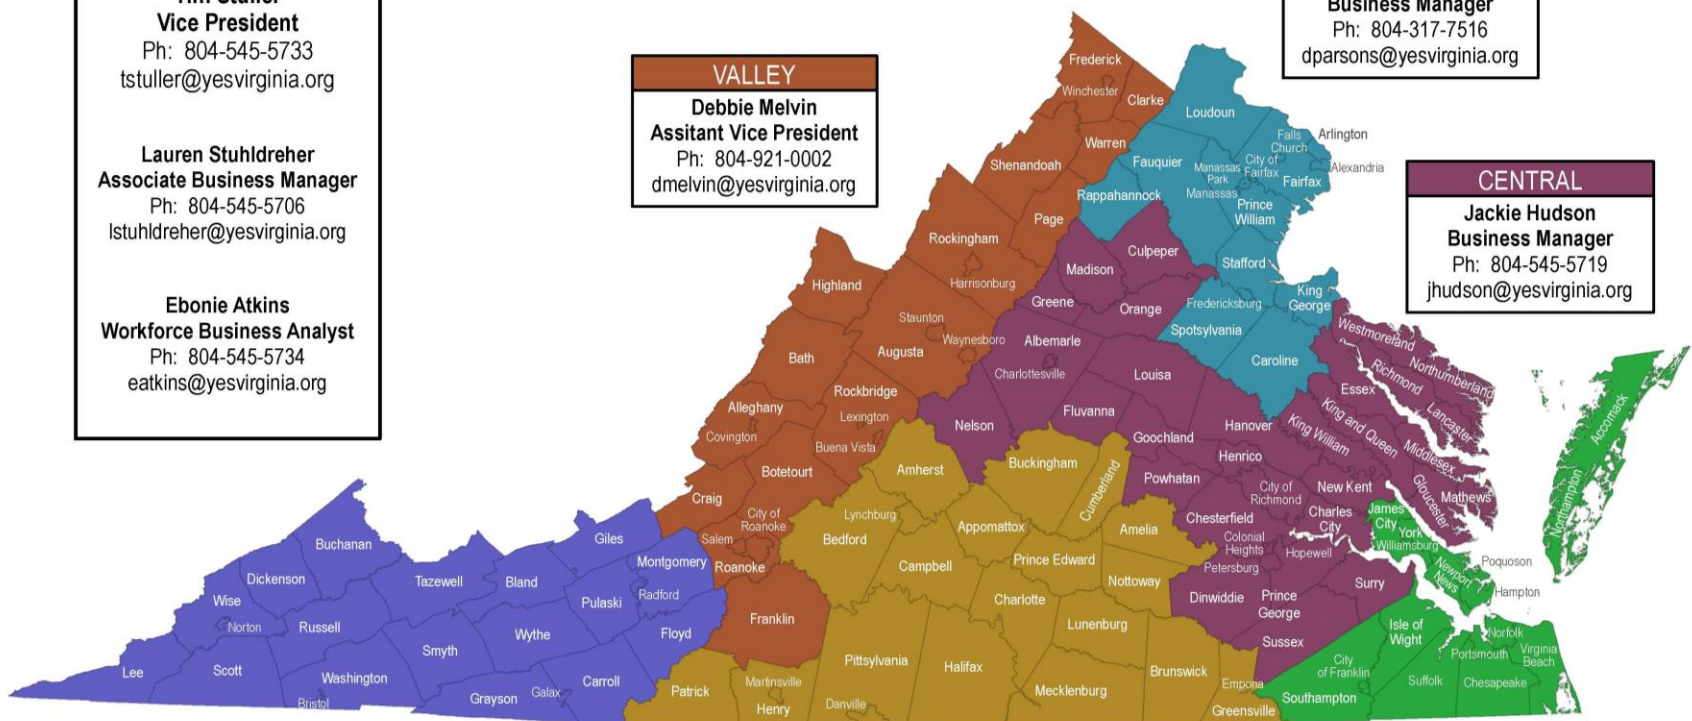 Tim Stuller
Vice President
Ph: 804-545-5733
tstuller@yesvirginia.org
Lauren Stuhldreher
Associate Business Manager
Ph: 804-545-5706
lstuhldreher@yesvirginia.org
Ebonie Atkins
Workforce Business Analyst
Ph: 804-545-5734
eatkins@yesvirginia.org
VALLEY
Debbie Melvin
Assitant Vice President
Ph: 804-921-0002
dmelvin@yesvirginia.org
Business Manager
Ph: 804-317-7516
dparsons@yesvirginia.org
CENTRAL
Jackie Hudson
Business Manager
Ph: 804-545-5719
jhudson@yesvirginia.org
Frederick
Winchester
Clarke
Warren
Shenandoah
Page
Rockingham
Harrisonburg
Highland
Staunton
Waynesboro
Augusta
Bath
Rockbridge
Lexington
Buena Vista
Alleghany
Covington
Botetourt
Craig
City of
Roanoke
Salem
Roanoke
Franklin
Loudoun
Falls
Church
Arlington
Alexandria
Fauquier
Manassas
Park
City of
Fairfax
Fairfax
Manassas
Prince
William
Rappahannock
Stafford
King
George
Fredericksburg
Spotsylvania
Caroline
Culpeper
Madison
Greene
Orange
Albemarle
Charlottesville
Louisa
Nelson
Fluvanna
Goochland
Hanover
Henrico
Powhatan
City of
Richmond
New Kent
Chesterfield
Charles
City
Colonial
Heights
Hopewell
Petersburg
Dinwiddie
Prince
George
Surry
Sussex
Westmoreland
Northumberland
Richmond
Essex
Lancaster
King and Queen
King William
Middlesex
Gloucester
Mathews
Accomack
Northampton
James
City
York
Williamsburg
Poquoson
Newport
News
Hampton
Isle of
Wight
Norfolk
Portsmouth
Virginia
Beach
City
of Franklin
Suffolk
Chesapeake
Southampton
Amherst
Buckingham
Cumberland
Lynchburg
Appomattox
Amelia
Bedford
Campbell
Prince Edward
Nottoway
Charlotte
Lunenburg
Pittsylvania
Halifax
Brunswick
Mecklenburg
Emporia
Greensville
Patrick
Martinsville
Henry
Danville
Buchanan
Dickenson
Wise
Norton
Russell
Lee
Scott
Washington
Bristol
Tazewell
Bland
Giles
Montgomery
Radford
Pulaski
Wythe
Smyth
Floyd
Carroll
Grayson
Galax